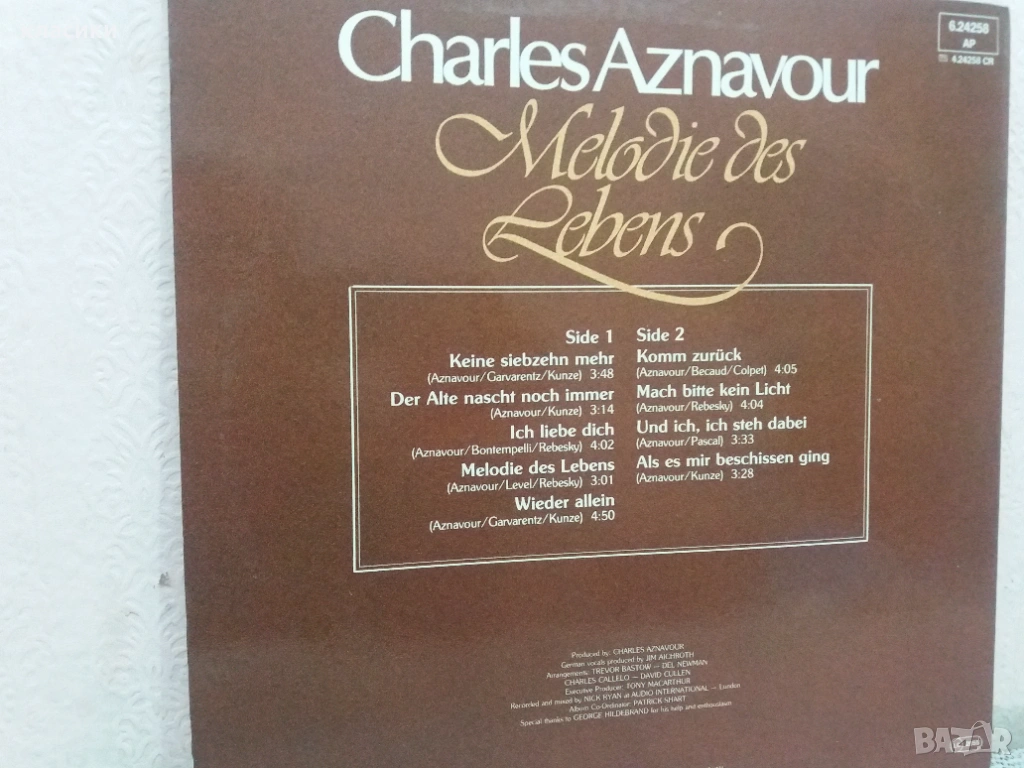 Charles Aznavour
Melodie des
Lebens
6.24258
AP
4.24258 CR
Side 1
Keine siebzehn mehr
(Aznavour/Garvarentz/Kunze) 3:48
Der Alte nascht noch immer
(Aznavour/Kunze) 3:14
Ich liebe dich
(Aznavour/Bontempelli/Rebesky) 4:02
Melodie des Lebens
(Aznavour/Level/Rebesky) 3:01
Wieder allein
(Aznavour/Garvarentz/Kunze) 4:50
Side 2
Komm zurück
(Aznavour/Becaud/Colpet) 4:05
Mach bitte kein Licht
(Aznavour/Rebesky) 4:04
Und ich, ich steh dabei
(Aznavour/Pascal) 3:33
Als es mir beschissen ging
(Aznavour/Kunze) 3:28
Produced by: CHARLES AZNAVOUR
German vocals produced by JIM AICHROTH
Arrangements: TREVOR BASTOW — DEL NEWMAN
CHARLES CALLELO — DAVID CULLEN
Executive Producer: TONY MACARTHUR
Recorded and mixed by NICK RYAN at AUDIO INTERNATIONAL — London
Album Co-Ordinator: PATRICK SHART
Special thanks to GEORGE HILDEBRAND for his help and enthousiasm
BAZAR